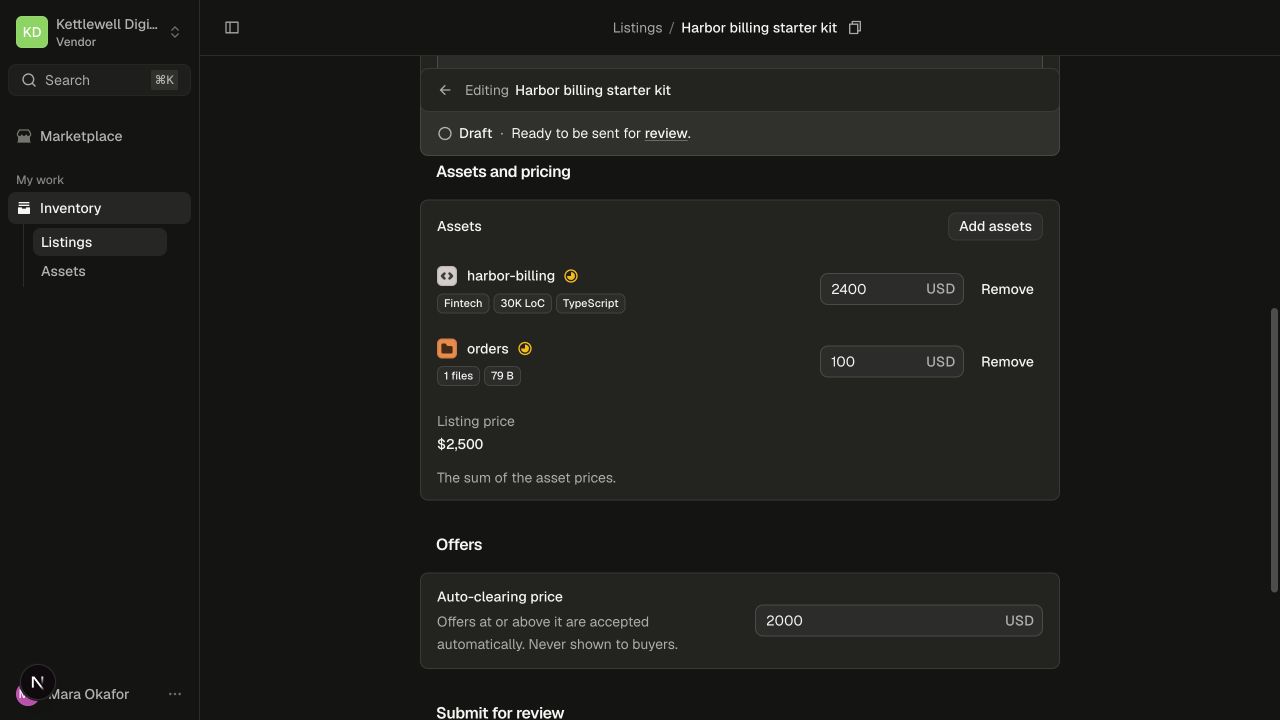 KD
Kettlewell Digi...
Vendor
Search
⌘K
Marketplace
My work
Inventory
Listings
Assets
N
Mara Okafor
Listings / Harbor billing starter kit
Editing Harbor billing starter kit
Draft · Ready to be sent for review.
Assets and pricing
Assets
Add assets
harbor-billing
Fintech
30K LoC
TypeScript
2400 USD
Remove
orders
1 files
79 B
100 USD
Remove
Listing price
$2,500
The sum of the asset prices.
Offers
Auto-clearing price
Offers at or above it are accepted
automatically. Never shown to buyers.
2000 USD
Submit for review